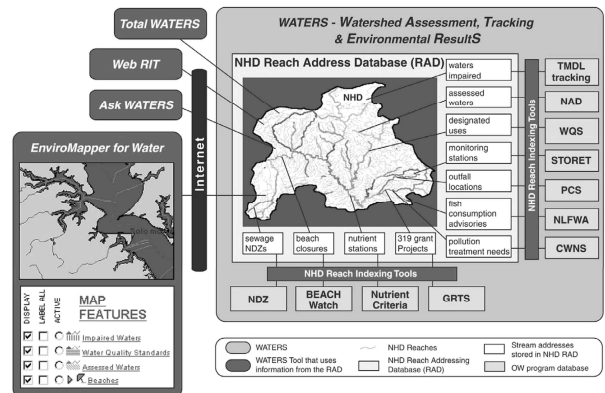 Total WATERS
Web RIT
Ask WATERS
Internet
WATERS - Watershed Assessment, Tracking
& Environmental ResultS
NHD Reach Address Database (RAD)
NHD
waters
impaired
assessed
waters
designated
uses
monitoring
stations
outfall
locations
fish
consumption
advisories
pollution
treatment needs
sewage
NDZs
beach
closures
nutrient
stations
319 grant
Projects
NHD Reach Indexing Tools
TMDL
tracking
NAD
WQS
STORET
PCS
NLFWA
CWNS
NHD Reach Indexing Tools
NDZ
BEACH
Watch
Nutrient
Criteria
GRTS
EnviroMapper for Water
DISPLAY
LABEL ALL
ACTIVE
MAP
FEATURES
Impaired Waters
Water Quality Standards
Assessed Waters
Beaches
WATERS
WATERS Tool that uses
information from the RAD
NHD Reaches
NHD Reach Addressing
Database (RAD)
Stream addresses
stored in NHD RAD
OW program database